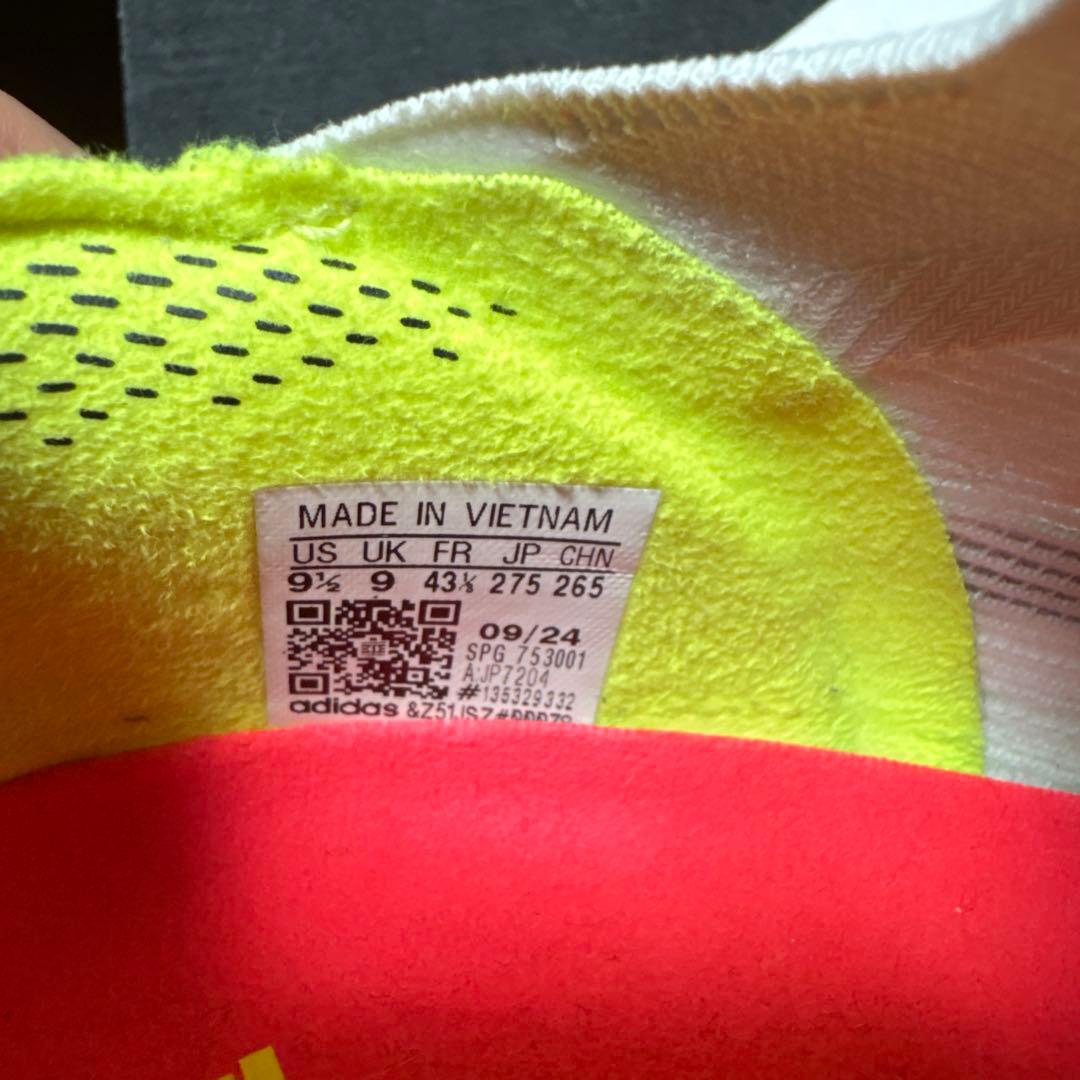 MADE IN VIETNAM
US UK FR JP CHN
9½ 9 43⅓ 275 265
09/24
SPG 753001
A:JP7204
#135329332
adidas